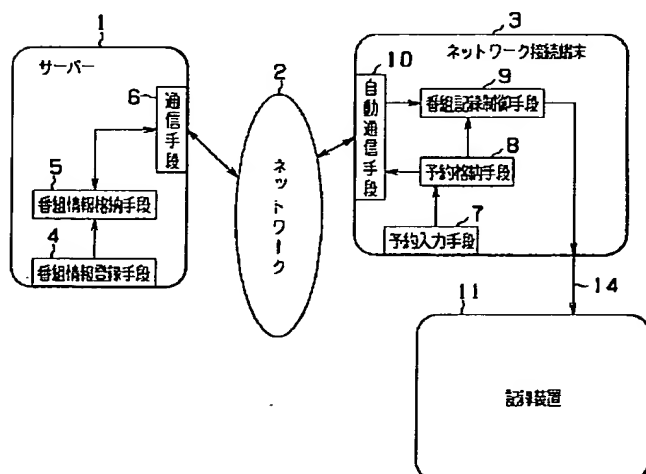 1
サーバー
6
通信手段
5
番組情報格納手段
4
番組情報登録手段
2
ネットワーク
3
ネットワーク接続端末
10
自動通信手段
9
番組記録制御手段
8
予約格納手段
7
予約入力手段
14
11
記録装置